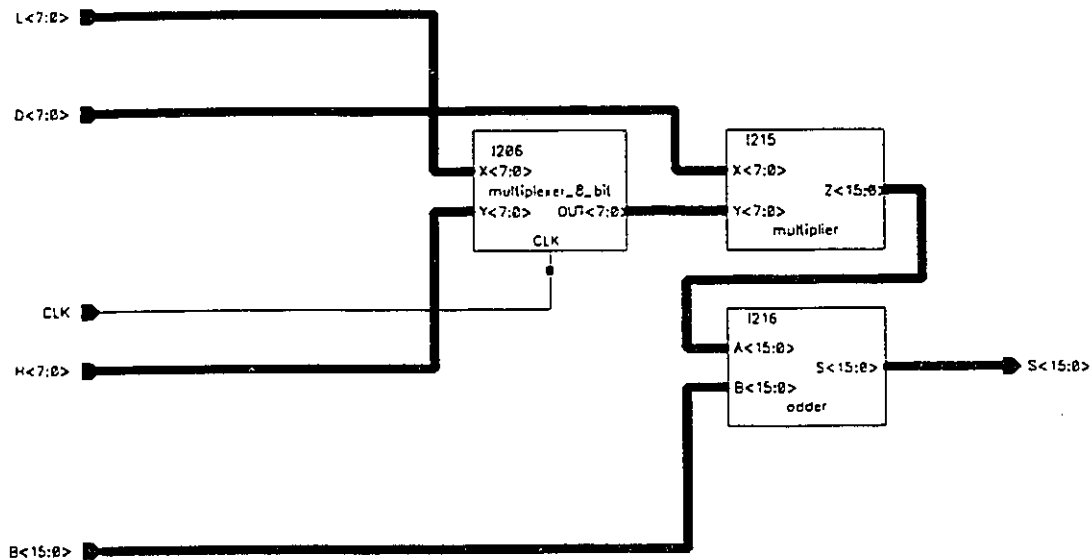 L<7:0>
D<7:0>
I206
X<7:0>
multiplexer_8_bit
Y<7:0> OUT<7:0>
CLK
I215
X<7:0>
Z<15:0>
Y<7:0>
multiplier
CLK
H<7:0>
I216
A<15:0>
S<15:0>
B<15:0>
adder
S<15:0>
B<15:0>